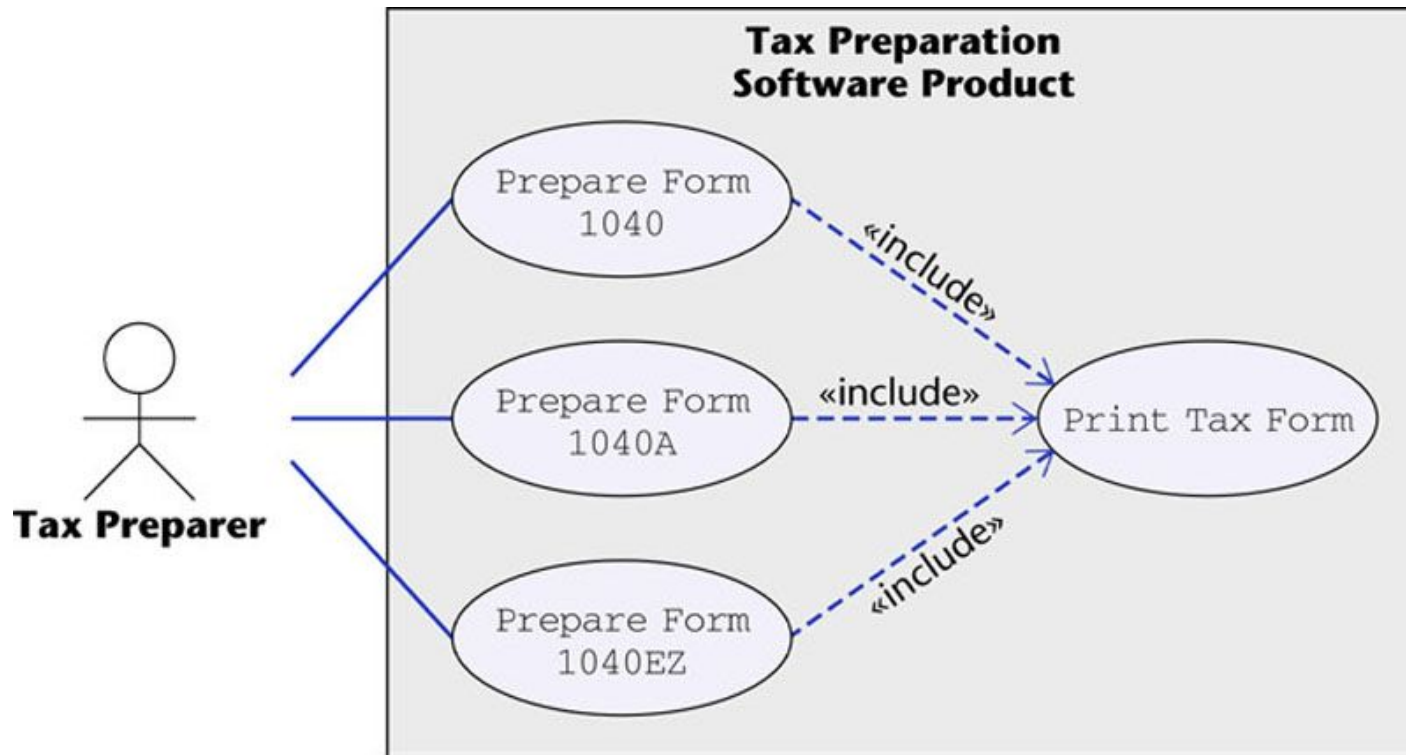 Tax Preparation
Software Product
Prepare Form
1040
«include»
Prepare Form
1040A
«include»
Print Tax Form
Tax Preparer
Prepare Form
1040EZ
«include»